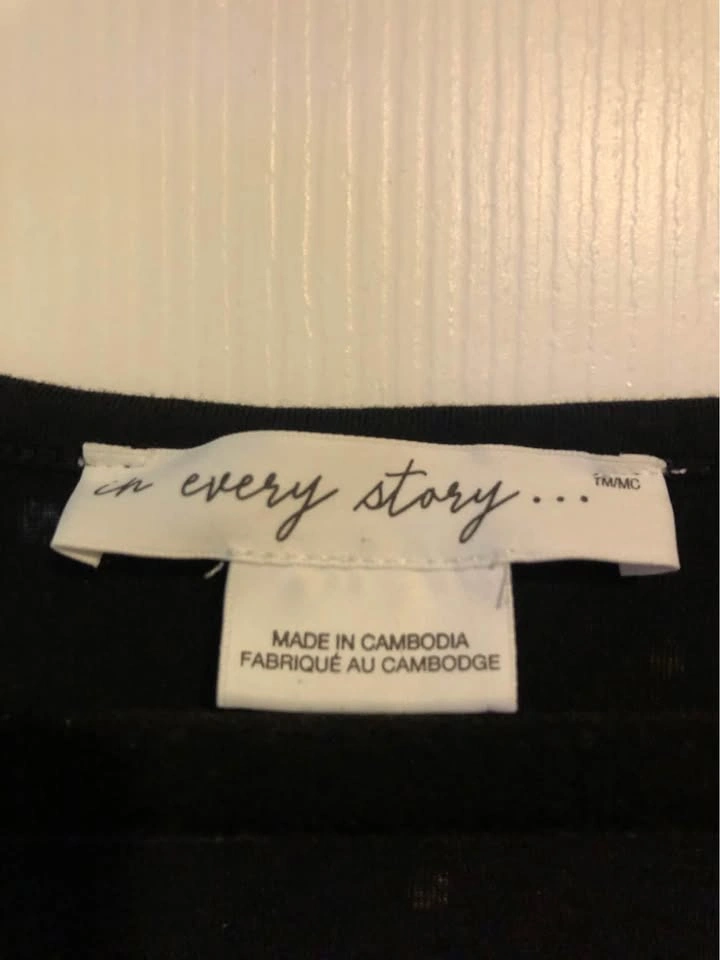 in every story... TM/MC
MADE IN CAMBODIA
FABRIQUÉ AU CAMBODGE